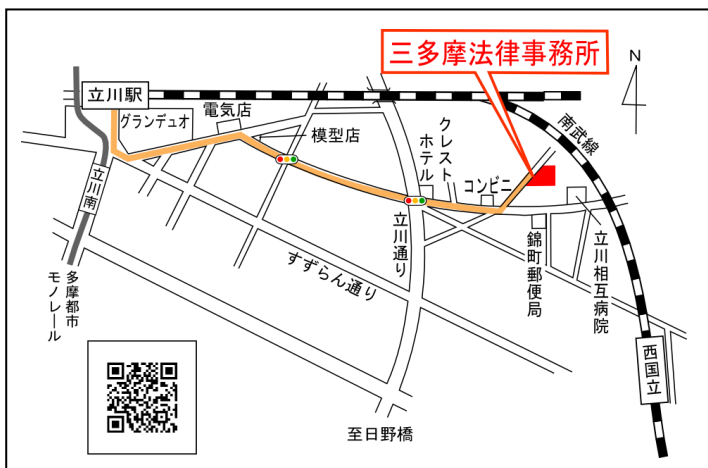 三多摩法律事務所
N
立川駅
グランデュオ
電気店
模型店
クレスト
ホテル
コンビニ
南武線
立川南
立川通り
すずらん通り
錦町郵便局
立川相互病院
多摩都市
モノレール
西国立
至日野橋